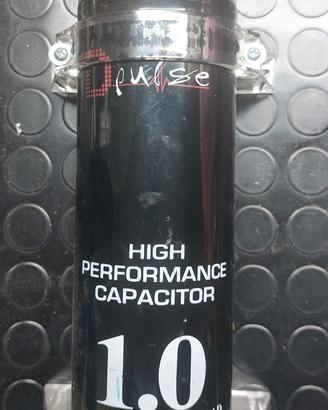 pulse
HIGH
PERFORMANCE
CAPACITOR
1.0